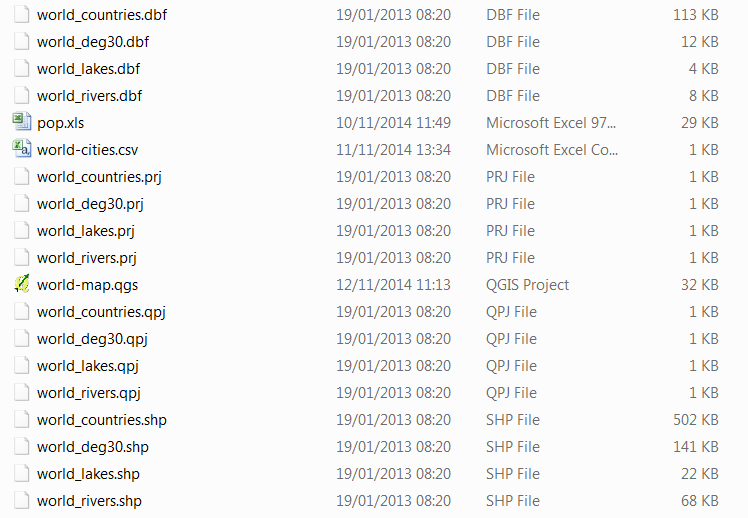 world_countries.dbf 19/01/2013 08:20 DBF File 113 KB
world_deg30.dbf 19/01/2013 08:20 DBF File 12 KB
world_lakes.dbf 19/01/2013 08:20 DBF File 4 KB
world_rivers.dbf 19/01/2013 08:20 DBF File 8 KB
pop.xls 10/11/2014 11:49 Microsoft Excel 97... 29 KB
world-cities.csv 11/11/2014 13:34 Microsoft Excel Co... 1 KB
world_countries.prj 19/01/2013 08:20 PRJ File 1 KB
world_deg30.prj 19/01/2013 08:20 PRJ File 1 KB
world_lakes.prj 19/01/2013 08:20 PRJ File 1 KB
world_rivers.prj 19/01/2013 08:20 PRJ File 1 KB
world-map.qgs 12/11/2014 11:13 QGIS Project 32 KB
world_countries.qpj 19/01/2013 08:20 QPJ File 1 KB
world_deg30.qpj 19/01/2013 08:20 QPJ File 1 KB
world_lakes.qpj 19/01/2013 08:20 QPJ File 1 KB
world_rivers.qpj 19/01/2013 08:20 QPJ File 1 KB
world_countries.shp 19/01/2013 08:20 SHP File 502 KB
world_deg30.shp 19/01/2013 08:20 SHP File 141 KB
world_lakes.shp 19/01/2013 08:20 SHP File 22 KB
world_rivers.shp 19/01/2013 08:20 SHP File 68 KB